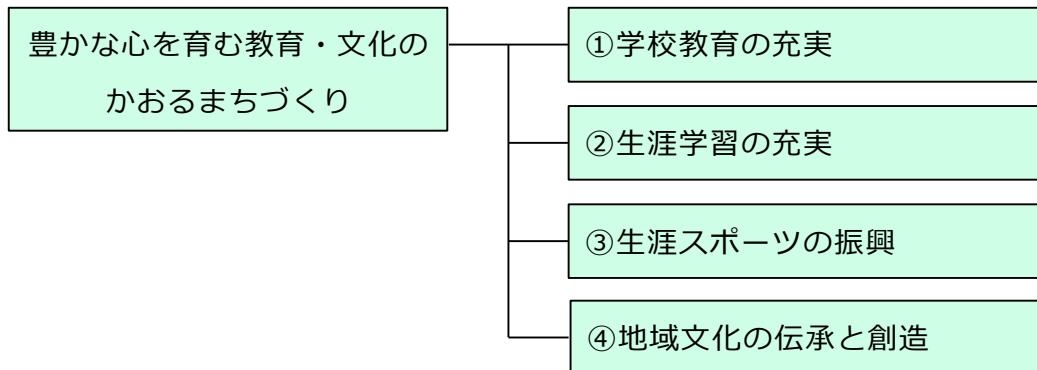 豊かな心を育む教育・文化の
かおるまちづくり
①学校教育の充実
②生涯学習の充実
③生涯スポーツの振興
④地域文化の伝承と創造